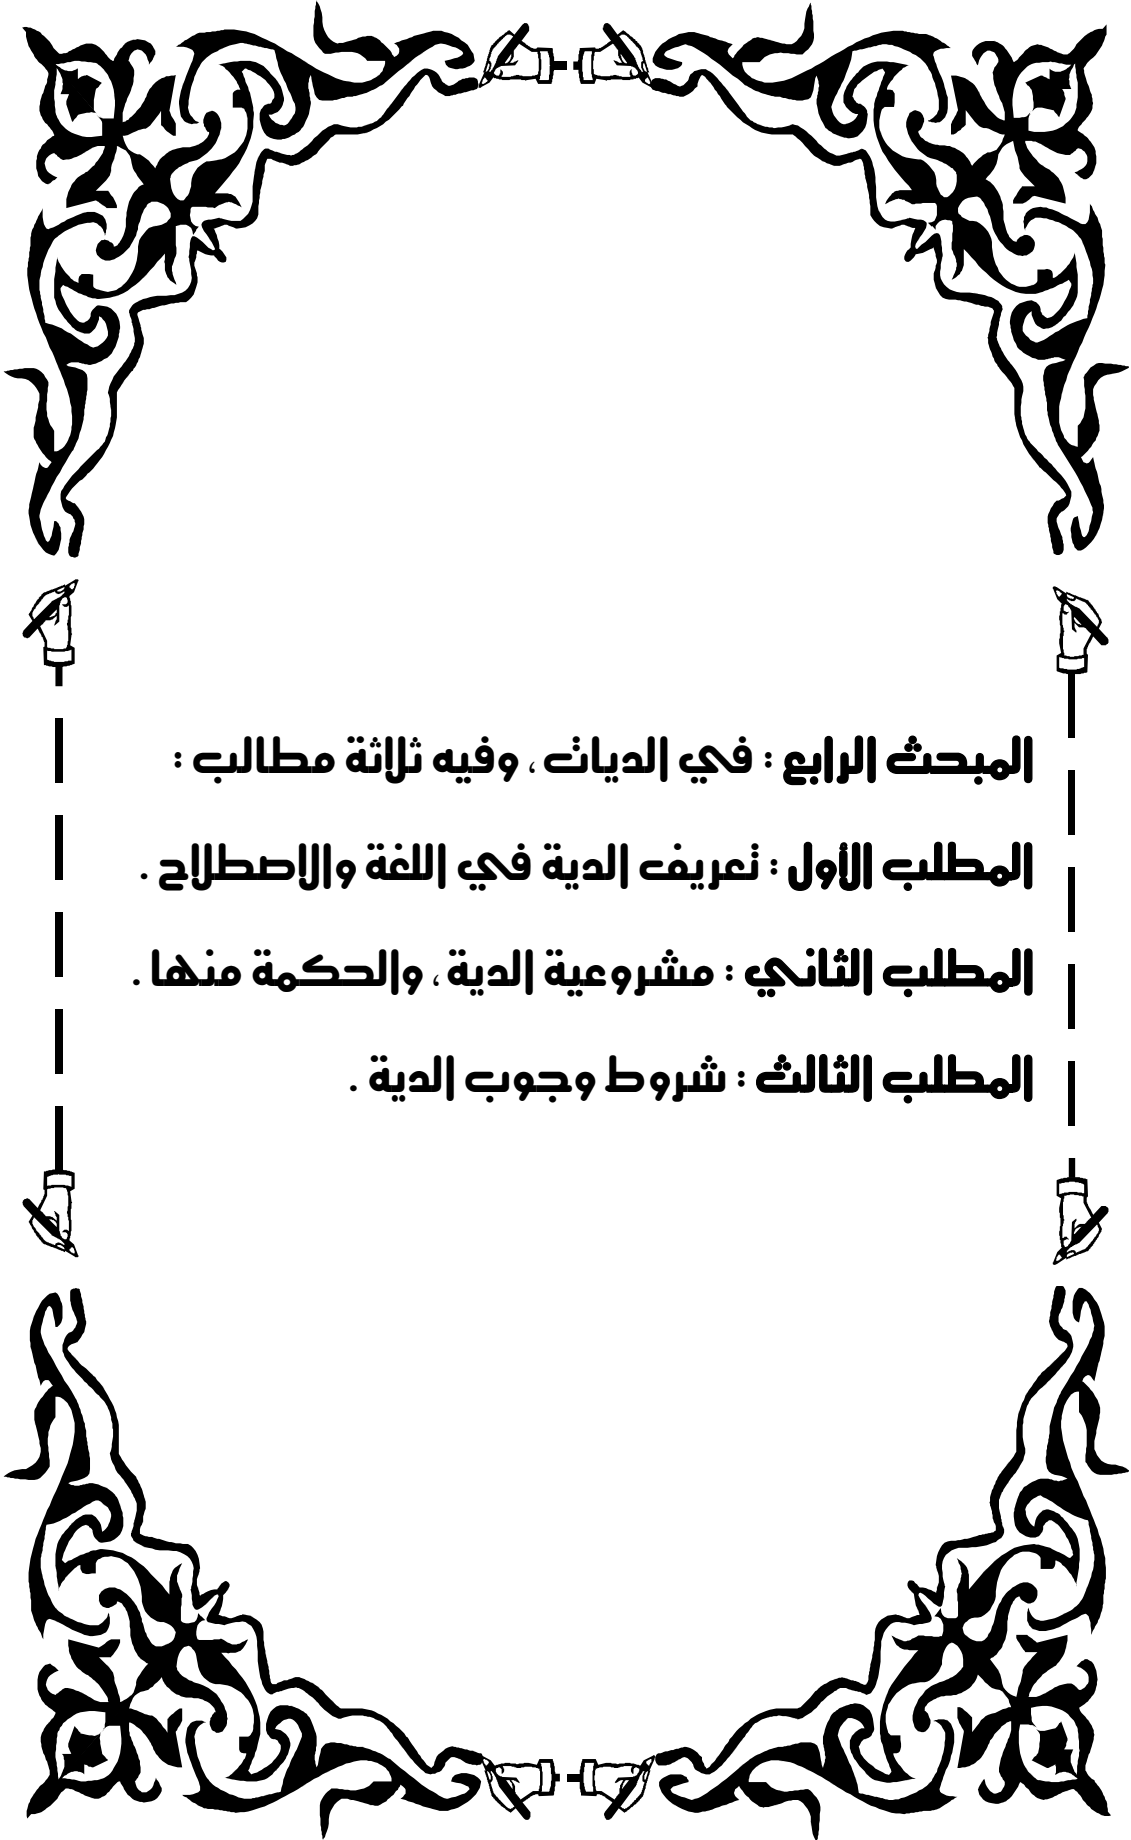 المبحث الرابع : في الديات ، وفيه ثلاثة مطالب :
المطلب الأول : تعريف الدية في اللغة والاصطلاح .
المطلب الثاني : مشروعية الدية ، والحكمة منها .
المطلب الثالث : شروط وجوب الدية .